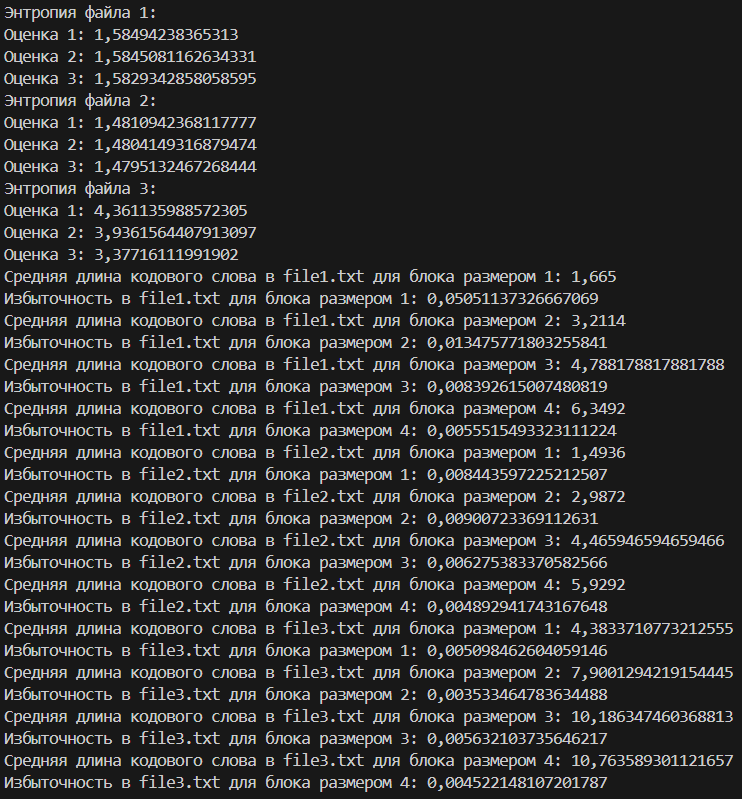 Энтропия файла 1:
Оценка 1: 1,58494238365313
Оценка 2: 1,5845081162634331
Оценка 3: 1,5829342858058595
Энтропия файла 2:
Оценка 1: 1,4810942368117777
Оценка 2: 1,4804149316879474
Оценка 3: 1,4795132467268444
Энтропия файла 3:
Оценка 1: 4,361135988572305
Оценка 2: 3,9361564407913097
Оценка 3: 3,37716111991902
Средняя длина кодового слова в file1.txt для блока размером 1: 1,665
Избыточность в file1.txt для блока размером 1: 0,05051137326667069
Средняя длина кодового слова в file1.txt для блока размером 2: 3,2114
Избыточность в file1.txt для блока размером 2: 0,013475771803255841
Средняя длина кодового слова в file1.txt для блока размером 3: 4,788178817881788
Избыточность в file1.txt для блока размером 3: 0,008392615007480819
Средняя длина кодового слова в file1.txt для блока размером 4: 6,3492
Избыточность в file1.txt для блока размером 4: 0,0055515493323111224
Средняя длина кодового слова в file2.txt для блока размером 1: 1,4936
Избыточность в file2.txt для блока размером 1: 0,008443597225212507
Средняя длина кодового слова в file2.txt для блока размером 2: 2,9872
Избыточность в file2.txt для блока размером 2: 0,00900723369112631
Средняя длина кодового слова в file2.txt для блока размером 3: 4,465946594659466
Избыточность в file2.txt для блока размером 3: 0,006275383370582566
Средняя длина кодового слова в file2.txt для блока размером 4: 5,9292
Избыточность в file2.txt для блока размером 4: 0,004892941743167648
Средняя длина кодового слова в file3.txt для блока размером 1: 4,3833710773212555
Избыточность в file3.txt для блока размером 1: 0,005098462604059146
Средняя длина кодового слова в file3.txt для блока размером 2: 7,9001294219154445
Избыточность в file3.txt для блока размером 2: 0,003533464783634488
Средняя длина кодового слова в file3.txt для блока размером 3: 10,186347460368813
Избыточность в file3.txt для блока размером 3: 0,005632103735646217
Средняя длина кодового слова в file3.txt для блока размером 4: 10,763589301121657
Избыточность в file3.txt для блока размером 4: 0,004522148107201787